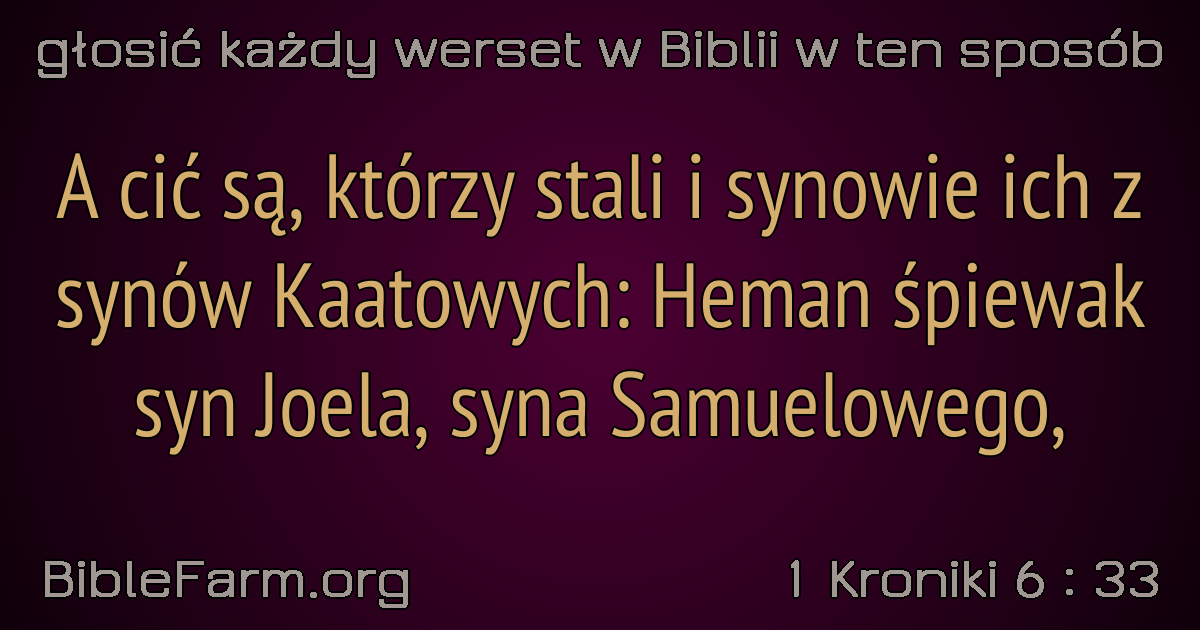 głosić każdy werset w Biblii w ten sposób
A cić są, którzy stali i synowie ich z
synów Kaatowych: Heman śpiewak
syn Joela, syna Samuelowego,
BibleFarm.org
1 Kroniki 6 : 33